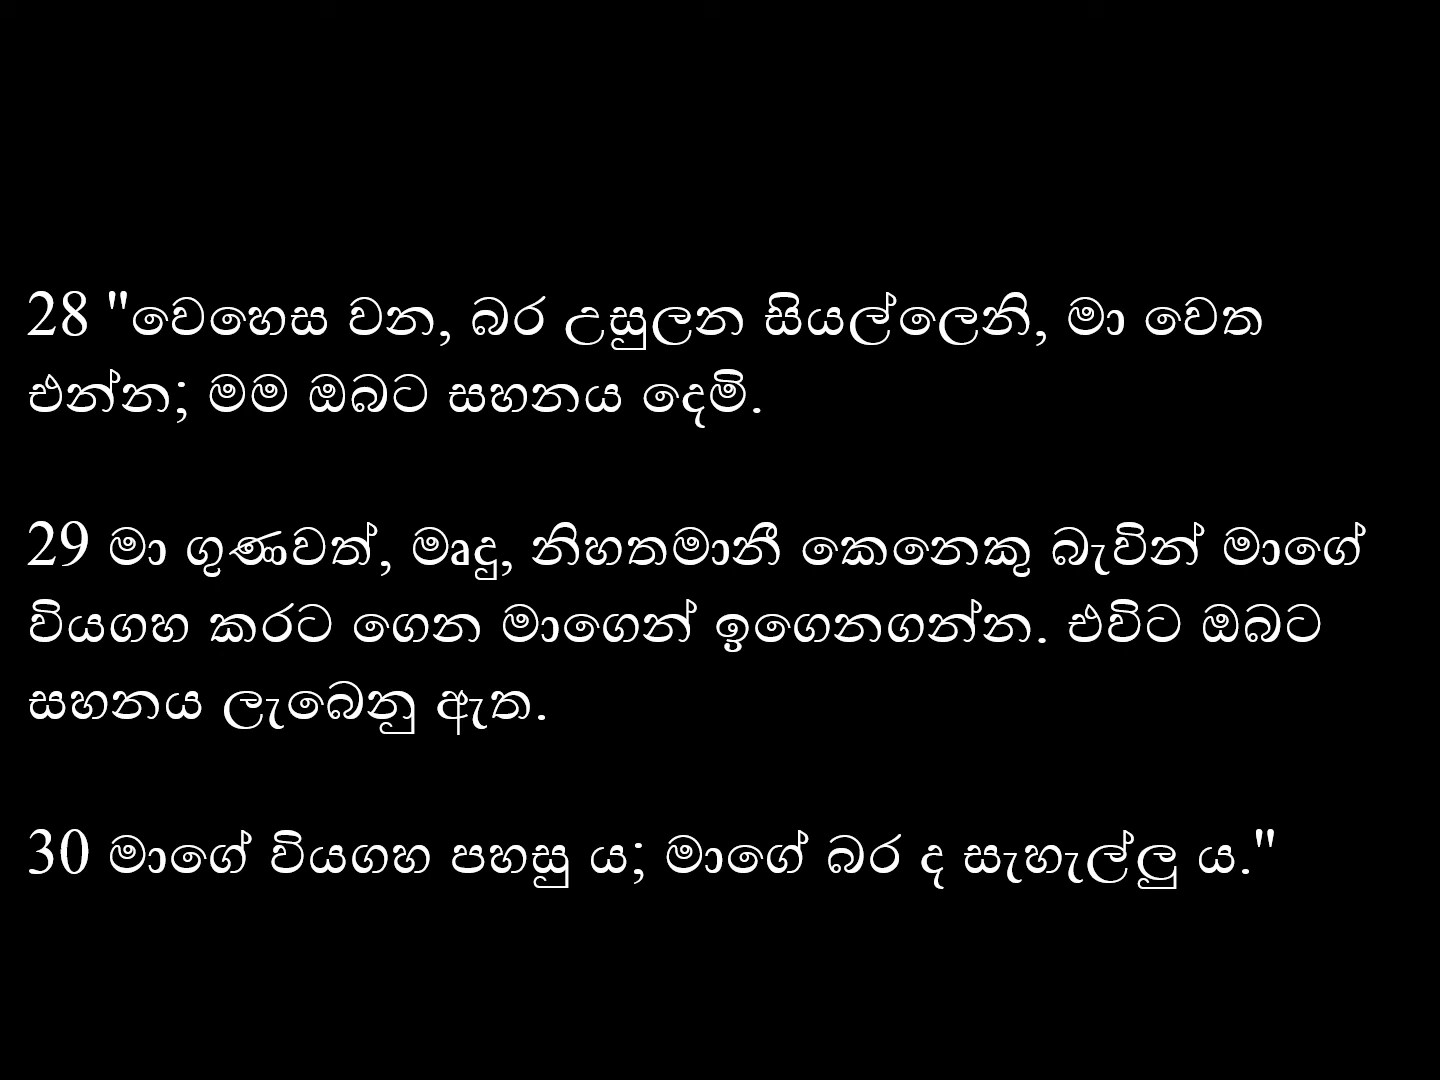 28 "වෙහෙස වන, බර උසුලන සියල්ලෙනි, මා වෙත
එන්න; මම ඔබට සහනය දෙමි.
29 මා ගුණවත්, මෘදු, නිහතමානී කෙනෙකු බැවින් මාගේ
වියගහ කරට ගෙන මාගෙන් ඉගෙනගන්න. එවිට ඔබට
සහනය ලැබෙනු ඇත.
30 මාගේ වියගහ පහසු ය; මාගේ බර ද සැහැල්ලු ය."